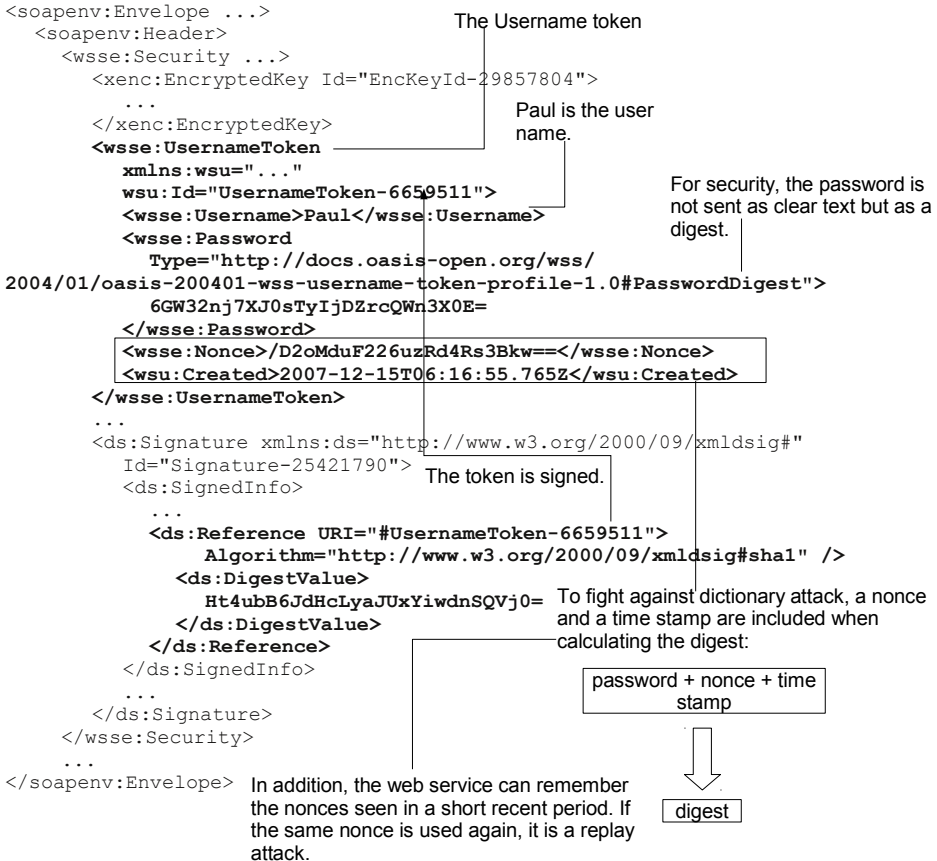 <soapenv:Envelope ...>
The Username token
<soapenv:Header>
<wsse:Security ...>
<xenc:EncryptedKey Id="EncKeyId-29857804">
...
</xenc:EncryptedKey>
Paul is the user
name.
<wsse:UsernameToken
xmlns:wsu="..."
wsu:Id="UsernameToken-6659511">
<wsse:Username>Paul</wsse:Username>
For security, the password is
not sent as clear text but as a
digest.
<wsse:Password
Type="http://docs.oasis-open.org/wss/
2004/01/oasis-200401-wss-username-token-profile-1.0#PasswordDigest">
6GW32nj7XJ0sTyIjDZrcQWn3X0E=
</wsse:Password>
<wsse:Nonce>/D2oMduF226uzRd4Rs3Bkw==</wsse:Nonce>
<wsu:Created>2007-12-15T06:16:55.765Z</wsu:Created>
</wsse:UsernameToken>
...
<ds:Signature xmlns:ds="http://www.w3.org/2000/09/xmldsig#"
Id="Signature-25421790">
The token is signed.
<ds:SignedInfo>
...
<ds:Reference URI="#UsernameToken-6659511">
Algorithm="http://www.w3.org/2000/09/xmldsig#sha1" />
<ds:DigestValue>
Ht4ubB6JdHcLyaJUxYiwdnSQVj0=
</ds:DigestValue>
</ds:Reference>
To fight against dictionary attack, a nonce
and a time stamp are included when
calculating the digest:
</ds:SignedInfo>
...
</ds:Signature>
</wsse:Security>
...
</soapenv:Envelope>
password + nonce + time
stamp
digest
In addition, the web service can remember
the nonces seen in a short recent period. If
the same nonce is used again, it is a replay
attack.